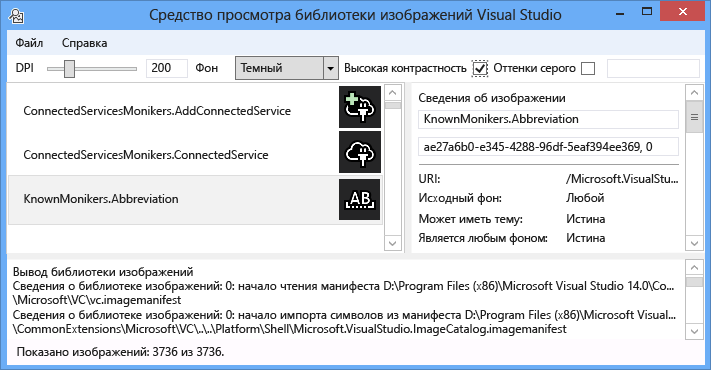 Средство просмотра библиотеки изображений Visual Studio
Файл Справка
DPI 200 Фон Темный Высокая контрастность Оттенки серого
ConnectedServicesMonikers.AddConnectedService
ConnectedServicesMonikers.ConnectedService
KnownMonikers.Abbreviation
AB
Сведения об изображении
KnownMonikers.Abbreviation
ae27a6b0-e345-4288-96df-5eaf394ee369, 0
URI: /Microsoft.VisualStu...
Исходный фон: Любой
Может иметь тему: Истина
Является любым фоном: Истина
Вывод библиотеки изображений
Сведения о библиотеке изображений: 0: начало чтения манифеста D:\Program Files (x86)\Microsoft Visual Studio 14.0\Co...
\Microsoft\VC\vc.imagemanifest
Сведения о библиотеке изображений: 0: начало импорта символов из манифеста D:\Program Files (x86)\Microsoft Visual...
\CommonExtensions\Microsoft\VC\..\..\Platform\Shell\Microsoft.VisualStudio.ImageCatalog.imagemanifest
Показано изображений: 3736 из 3736.